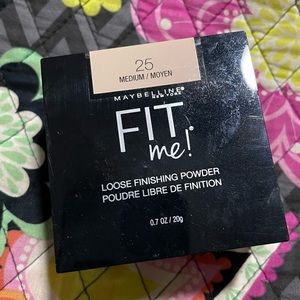 25
MEDIUM / MOYEN
MAYBELLINE
NEW YORK
FIT
me!
LOOSE FINISHING POWDER
POUDRE LIBRE DE FINITION
0.7 OZ / 20g